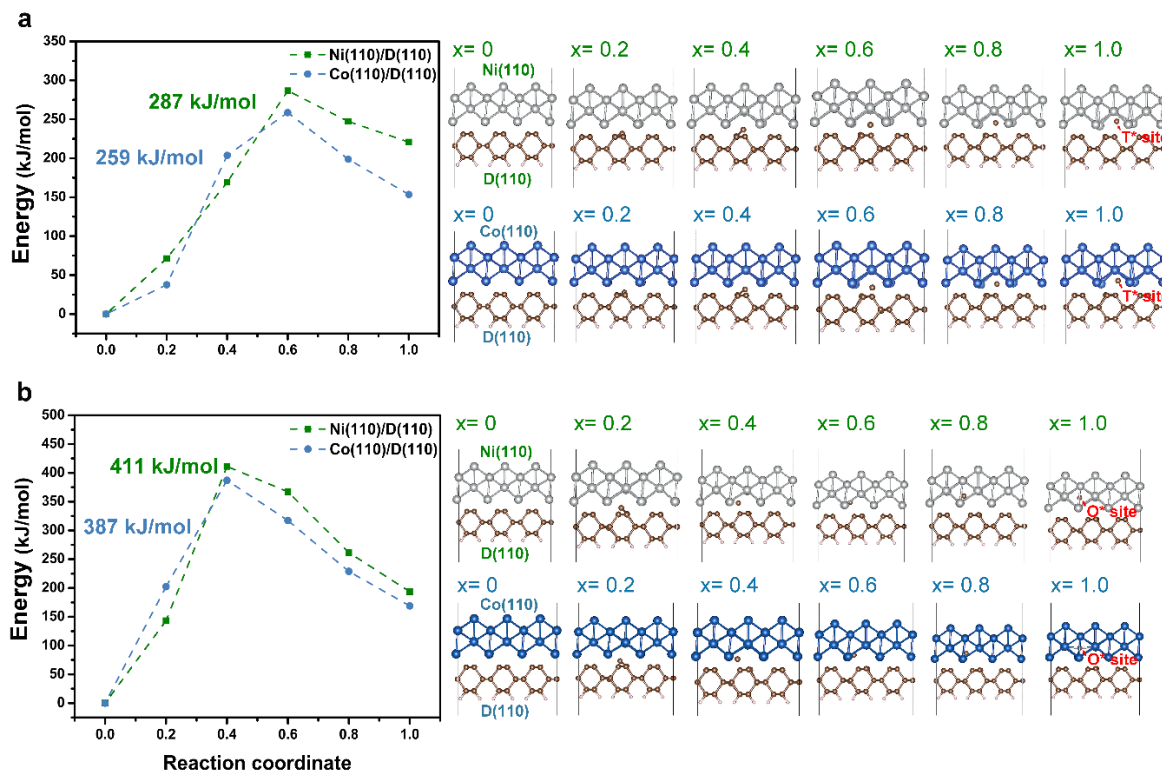 a
Energy (kJ/mol)
350
300
250
200
150
100
50
0
0.0 0.2 0.4 0.6 0.8 1.0
Ni(110)/D(110)
Co(110)/D(110)
287 kJ/mol
259 kJ/mol
x= 0 x= 0.2 x= 0.4 x= 0.6 x= 0.8 x= 1.0
Ni(110)
T* site
D(110)
x= 0 x= 0.2 x= 0.4 x= 0.6 x= 0.8 x= 1.0
Co(110)
T* site
D(110)
b
Energy (kJ/mol)
500
450
400
350
300
250
200
150
100
50
0
0.0 0.2 0.4 0.6 0.8 1.0
Reaction coordinate
Ni(110)/D(110)
Co(110)/D(110)
411 kJ/mol
387 kJ/mol
x= 0 x= 0.2 x= 0.4 x= 0.6 x= 0.8 x= 1.0
Ni(110)
O* site
D(110)
x= 0 x= 0.2 x= 0.4 x= 0.6 x= 0.8 x= 1.0
Co(110)
O* site
D(110)